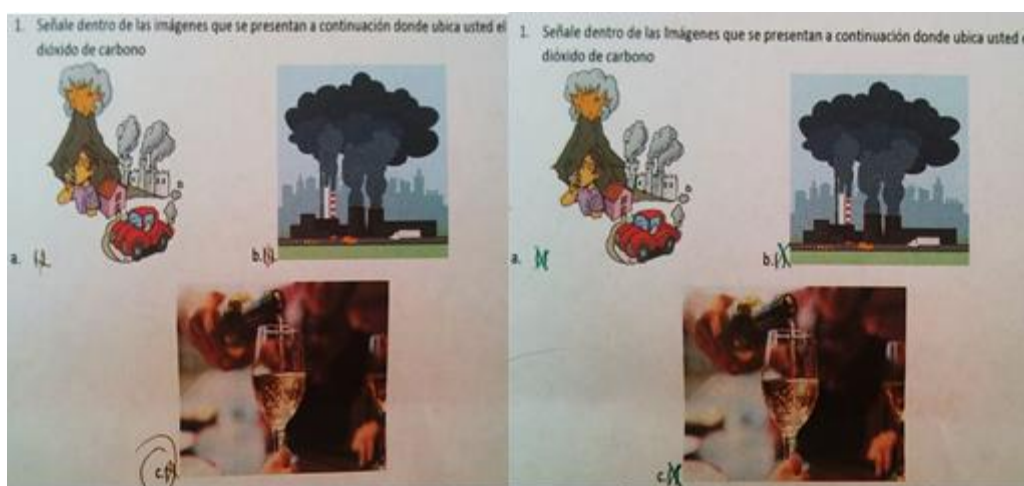 1. Señale dentro de las imágenes que se presentan a continuación donde ubica usted el
dióxido de carbono
a.
b.
c.
1. Señale dentro de las imágenes que se presentan a continuación donde ubica usted
dióxido de carbono
a.
b.
c.